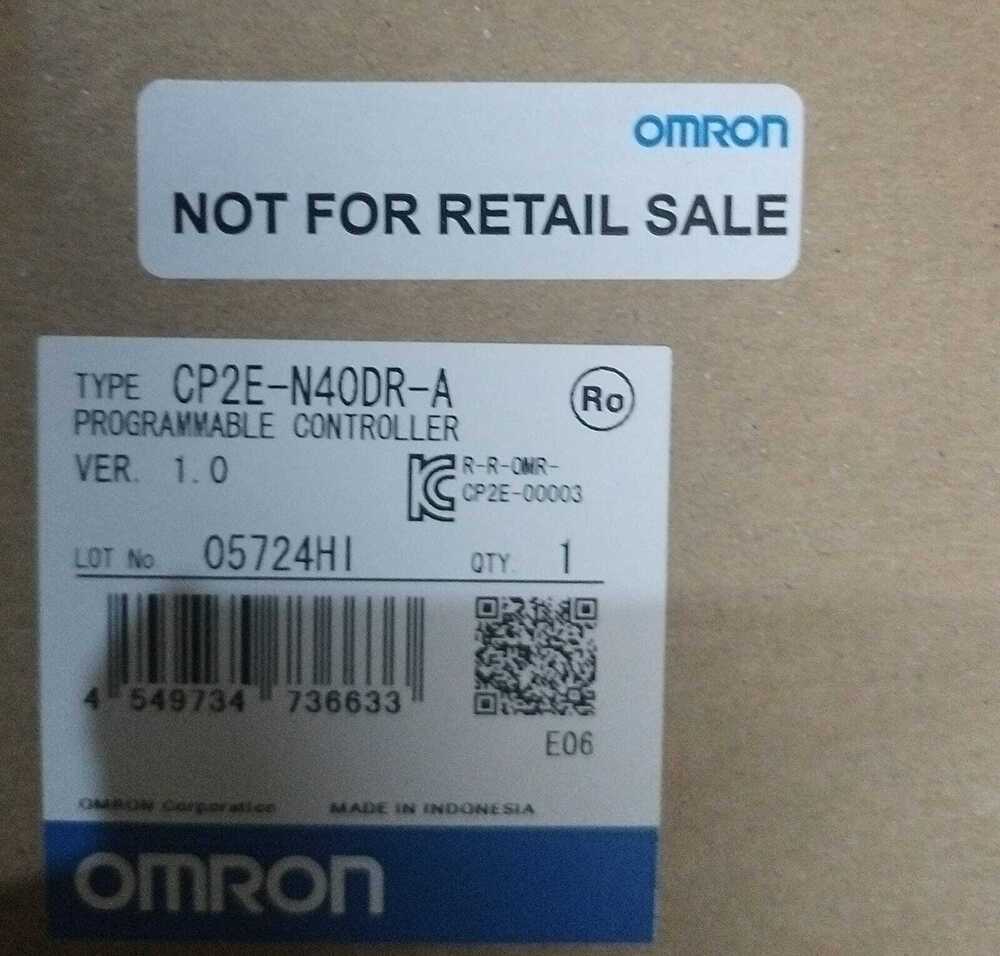 OMRON
NOT FOR RETAIL SALE
TYPE CP2E-N40DR-A
Ro
PROGRAMMABLE CONTROLLER
VER. 1.0
R-R-OMR-
CP2E-00003
LOT No 05724HI
QTY. 1
4 549734 736633
E06
OMRON Corporation MADE IN INDONESIA
OMRON